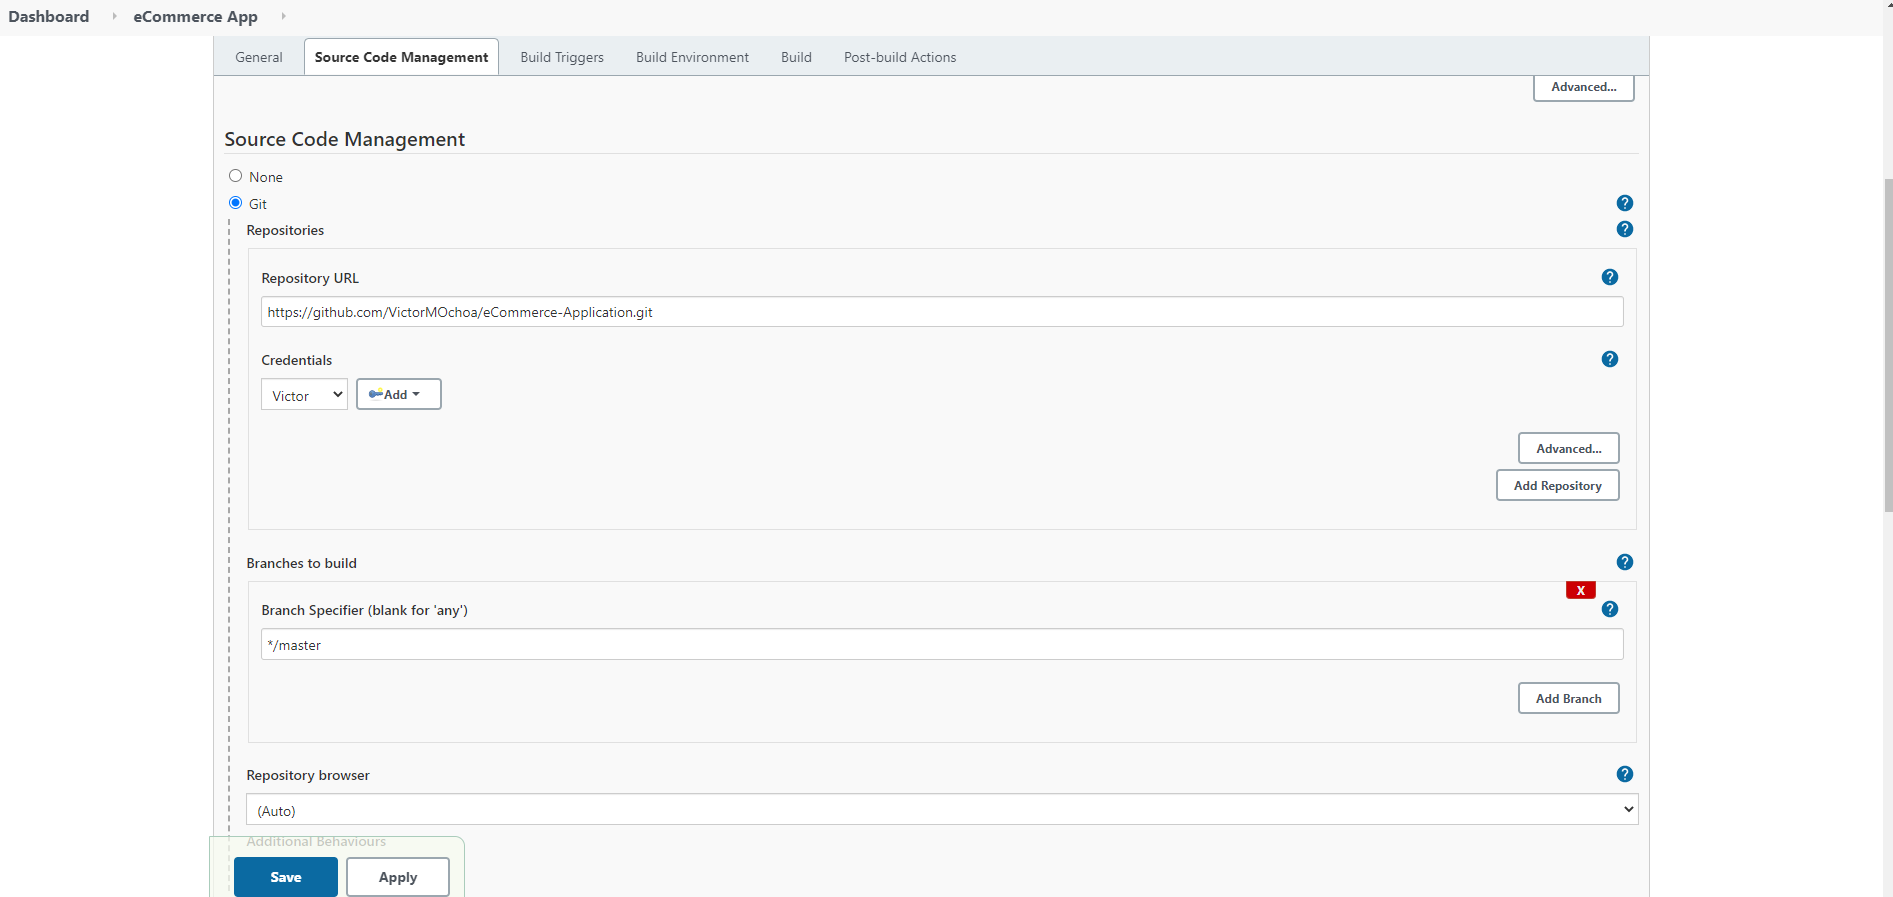 Dashboard eCommerce App
General Source Code Management Build Triggers Build Environment Build Post-build Actions
Advanced...
Source Code Management
None
Git
?
Repositories
?
Repository URL
?
https://github.com/VictorMOchoa/eCommerce-Application.git
Credentials
?
Victor
Add
Advanced...
Add Repository
Branches to build
?
X
Branch Specifier (blank for 'any')
?
*/master
Add Branch
Repository browser
?
(Auto)
Additional Behaviours
Save
Apply